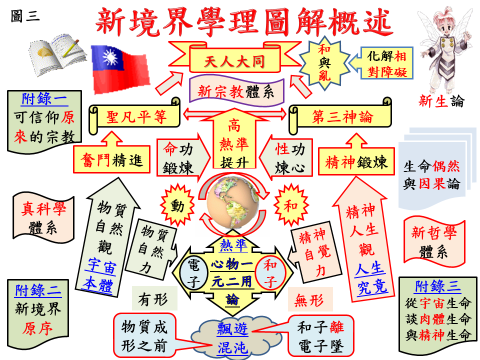 圖三
新境界學理圖解概述
天人大同
和
與
亂
化解相
對障礙
新生論
新宗教體系
附錄一
可信仰原
來的宗教
聖凡平等
高
熱準
提升
第三神論
奮鬥精進
命功
鍛煉
性功
煉心
精神鍛煉
生命偶然
與因果論
真科學
體系
物質
自然
觀
宇宙
本體
物質
自然
力
動
和
精神
自覺
力
精神
人生
觀
人生
究竟
新哲學
體系
電
子
熱準
心物一
元二用
論
和
子
附錄二
新境界
原序
有形
無形
附錄三
從宇宙生命
談肉體生命
與精神生命
物質成
形之前
飄遊
混沌
和子離
電子墜